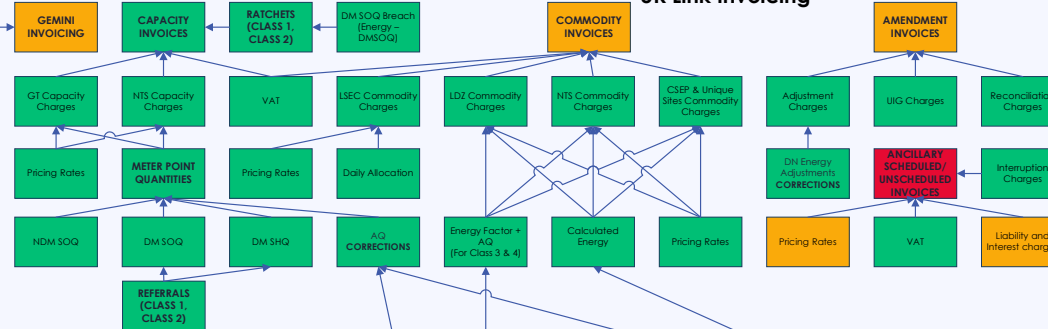 UK Link Invoicing
GEMINI
INVOICING
CAPACITY
INVOICES
RATCHETS
(CLASS 1,
CLASS 2)
DM SOQ Breach
(Energy –
DMSOQ)
COMMODITY
INVOICES
AMENDMENT
INVOICES
GT Capacity
Charges
NTS Capacity
Charges
VAT
LSEC Commodity
Charges
LDZ Commodity
Charges
NTS Commodity
Charges
CSEP & Unique
Sites Commodity
Charges
Adjustment
Charges
UIG Charges
Reconciliatio
Charges
Pricing Rates
METER POINT
QUANTITIES
Pricing Rates
Daily Allocation
DN Energy
Adjustments
CORRECTIONS
ANCILLARY
SCHEDULED/
UNSCHEDULED
INVOICES
Interruption
Charges
NDM SOQ
DM SOQ
DM SHQ
AQ
CORRECTIONS
Energy Factor +
AQ
(For Class 3 & 4)
Calculated
Energy
Pricing Rates
Pricing Rates
VAT
Liability and
Interest charg
REFERRALS
(CLASS 1,
CLASS 2)